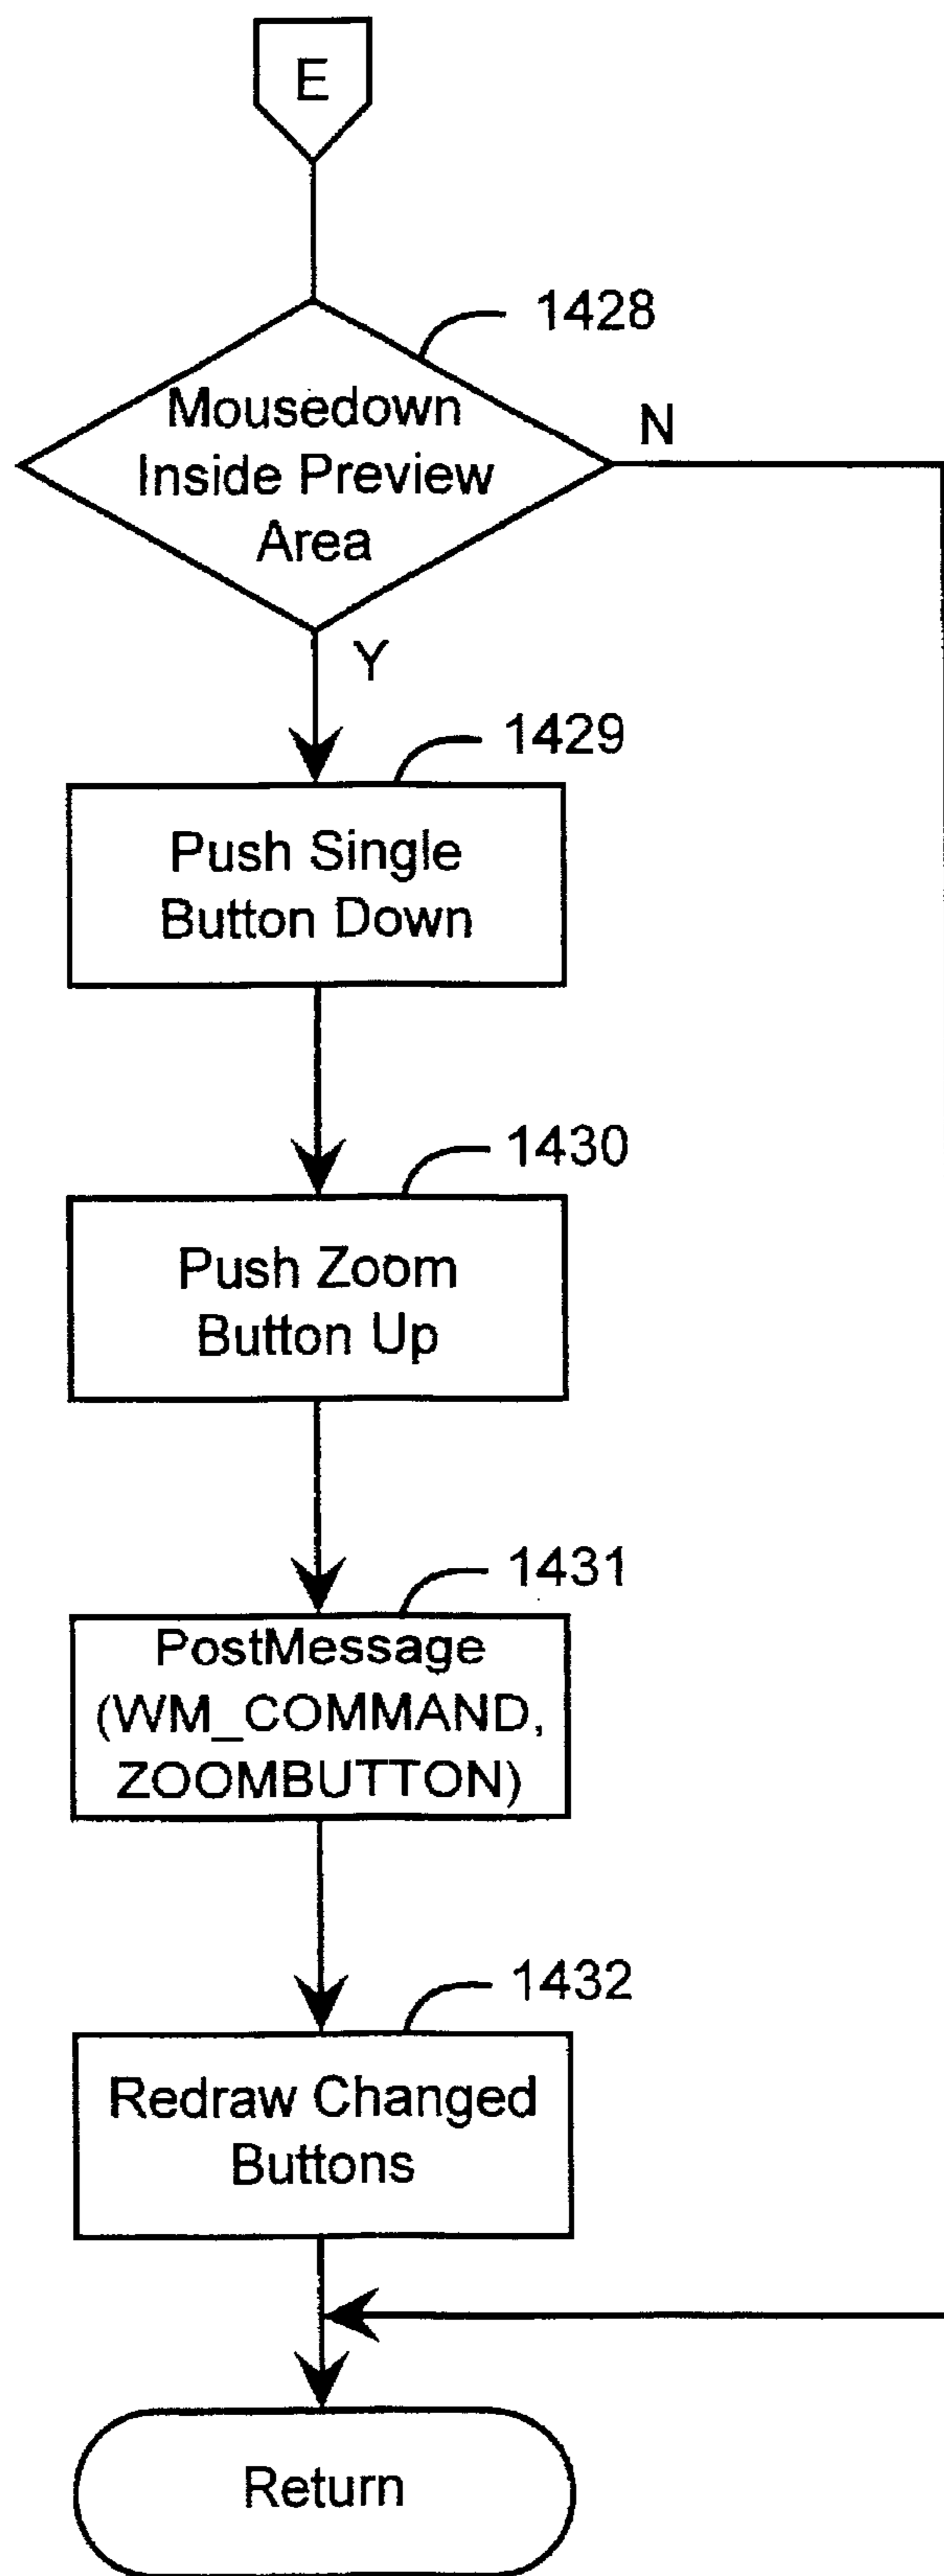 E
1428
Mousedown
Inside Preview
Area
N
Y
1429
Push Single
Button Down
1430
Push Zoom
Button Up
1431
PostMessage
(WM_COMMAND,
ZOOMBUTTON)
1432
Redraw Changed
Buttons
Return